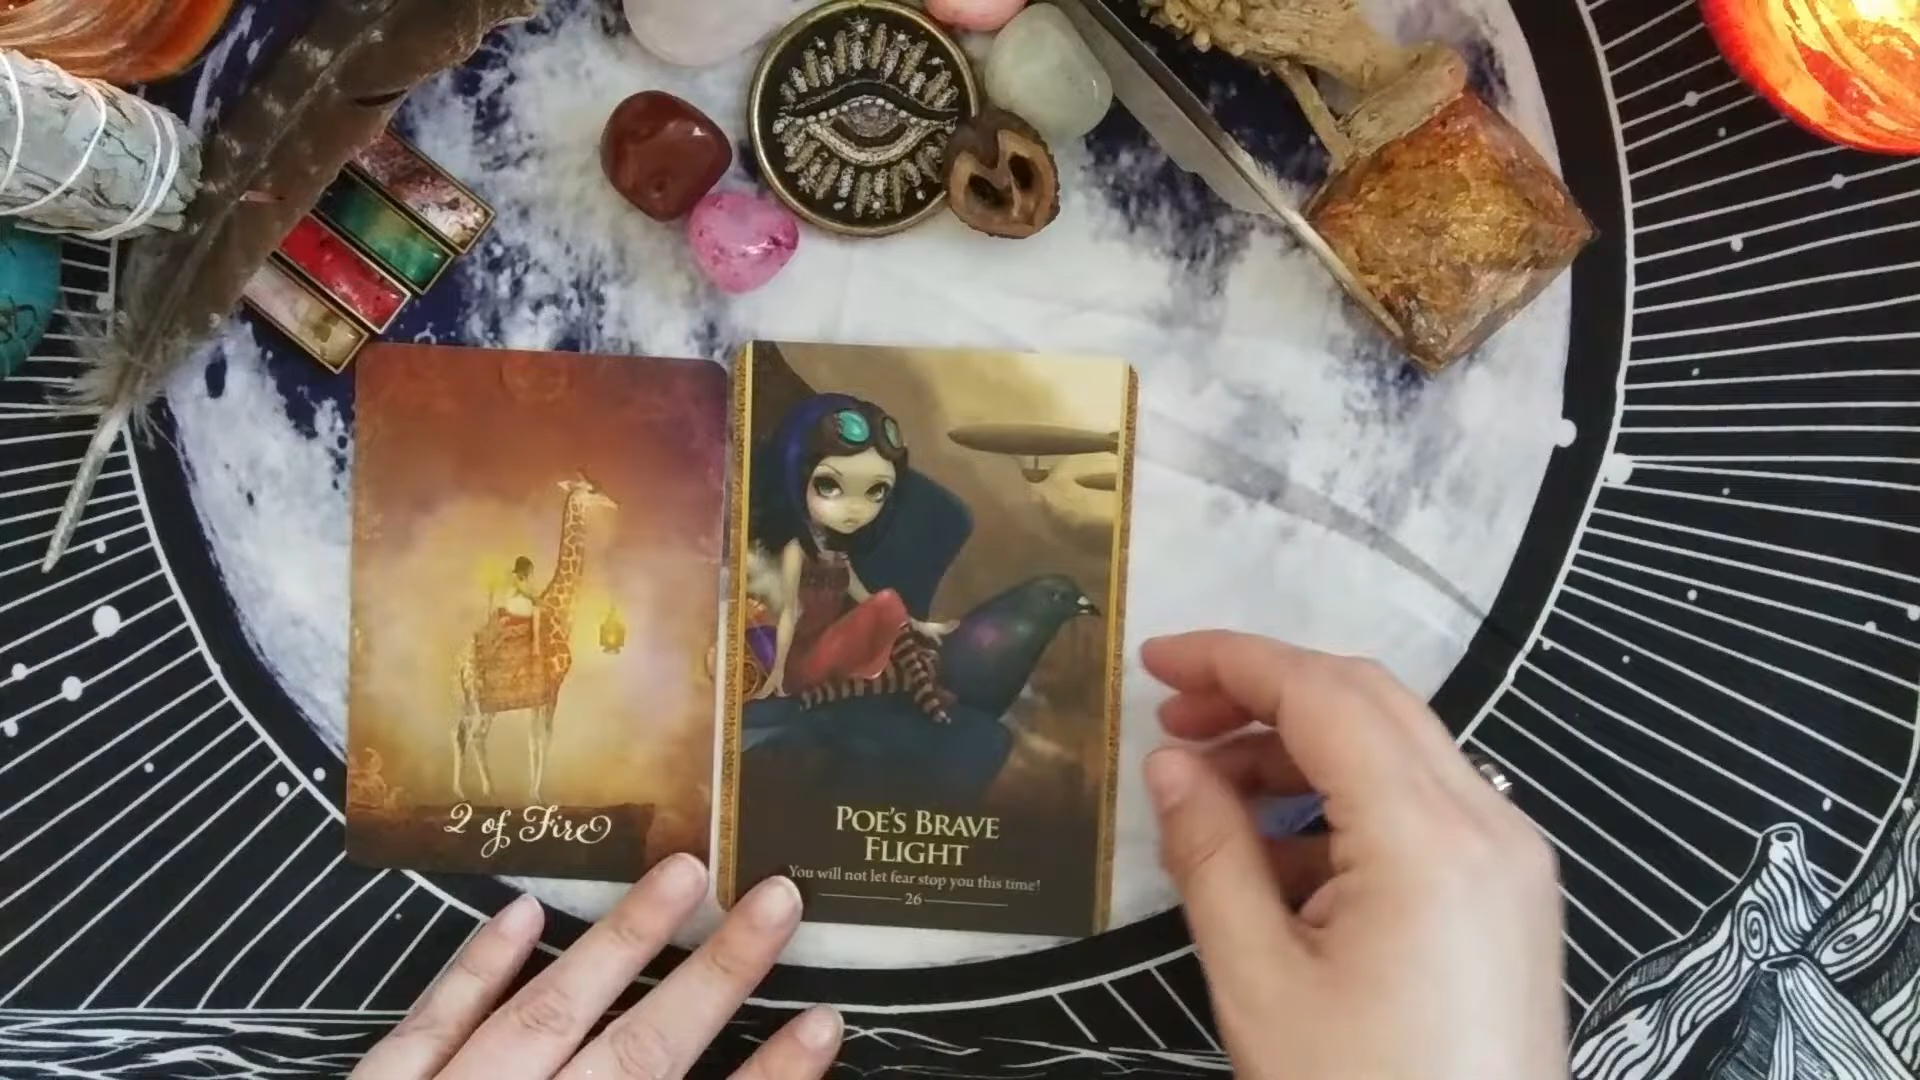 2 of Fire
POE'S BRAVE
FLIGHT
You will not let fear stop you this time!
26